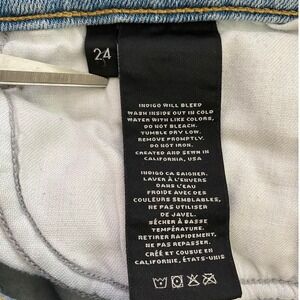 24
INDIGO WILL BLEED
WASH INSIDE OUT IN COLD
WATER WITH LIKE COLORS,
DO NOT BLEACH.
TUMBLE DRY LOW.
REMOVE PROMPTLY.
DO NOT IRON.
CREATED AND SEWN IN
CALIFORNIA, USA
INDIGO CA SAIGNER.
LAVER À L'ENVERS
DANS L'EAU
FROIDE AVEC DES
COULEURS SEMBLABLES,
NE PAS UTILISER
DE JAVEL.
SÉCHER À BASSE
TEMPÉRATURE.
RETIRER RAPIDEMENT,
NE PAS REPASSER.
CRÉÉ ET COUSU EN
CALIFORNIE, ÉTATS-UNIS